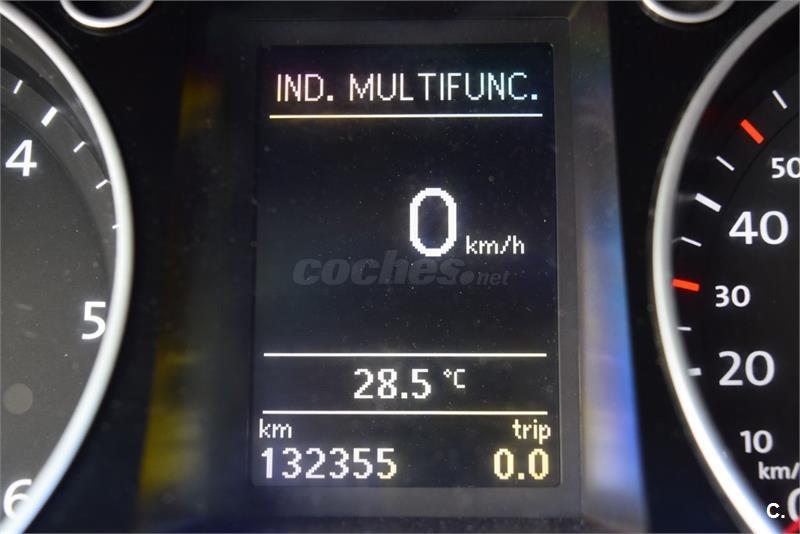 IND. MULTIFUNC.
0 km/h
coches.net
28.5 °C
km trip
132355 0.0
4
5
6
50
40
30
20
10
km/
C.